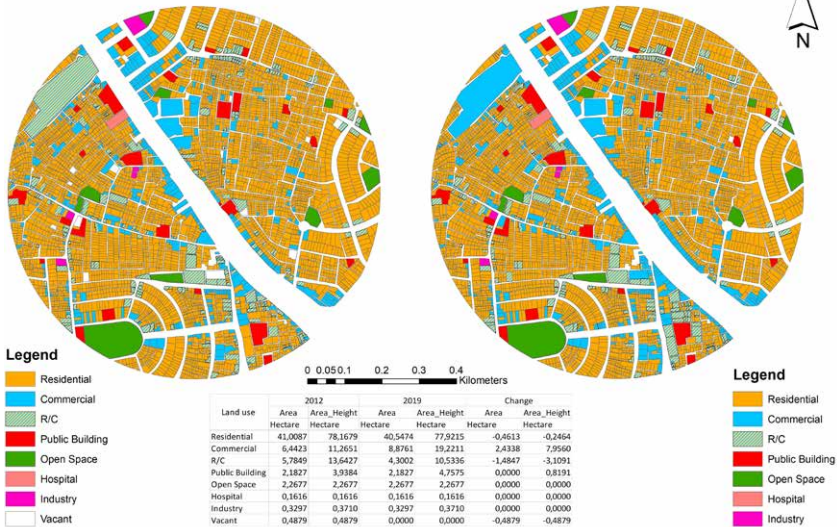 N
Legend
Residential
Commercial
R/C
Public Building
Open Space
Hospital
Industry
Vacant
0 0.05 0.1 0.2 0.3 0.4
Kilometers
Land use 2012 2019 Change
Area Area_Height Area Area_Height Area Area_Height
Hectare Hectare Hectare Hectare Hectare Hectare
Residential 41,0087 78,1679 40,5474 77,9215 -0,4613 -0,2464
Commercial 6,4423 11,2651 8,8761 19,2211 2,4338 7,9560
R/C 5,7849 13,6427 4,3002 10,5336 -1,4847 -3,1091
Public Building 2,1827 3,9384 2,1827 4,7575 0,0000 0,8191
Open Space 2,2677 2,2677 2,2677 2,2677 0,0000 0,0000
Hospital 0,1616 0,1616 0,1616 0,1616 0,0000 0,0000
Industry 0,3297 0,3710 0,3297 0,3710 0,0000 0,0000
Vacant 0,4879 0,4879 0,0000 0,0000 -0,4879 -0,4879
Legend
Residential
Commercial
R/C
Public Building
Open Space
Hospital
Industry